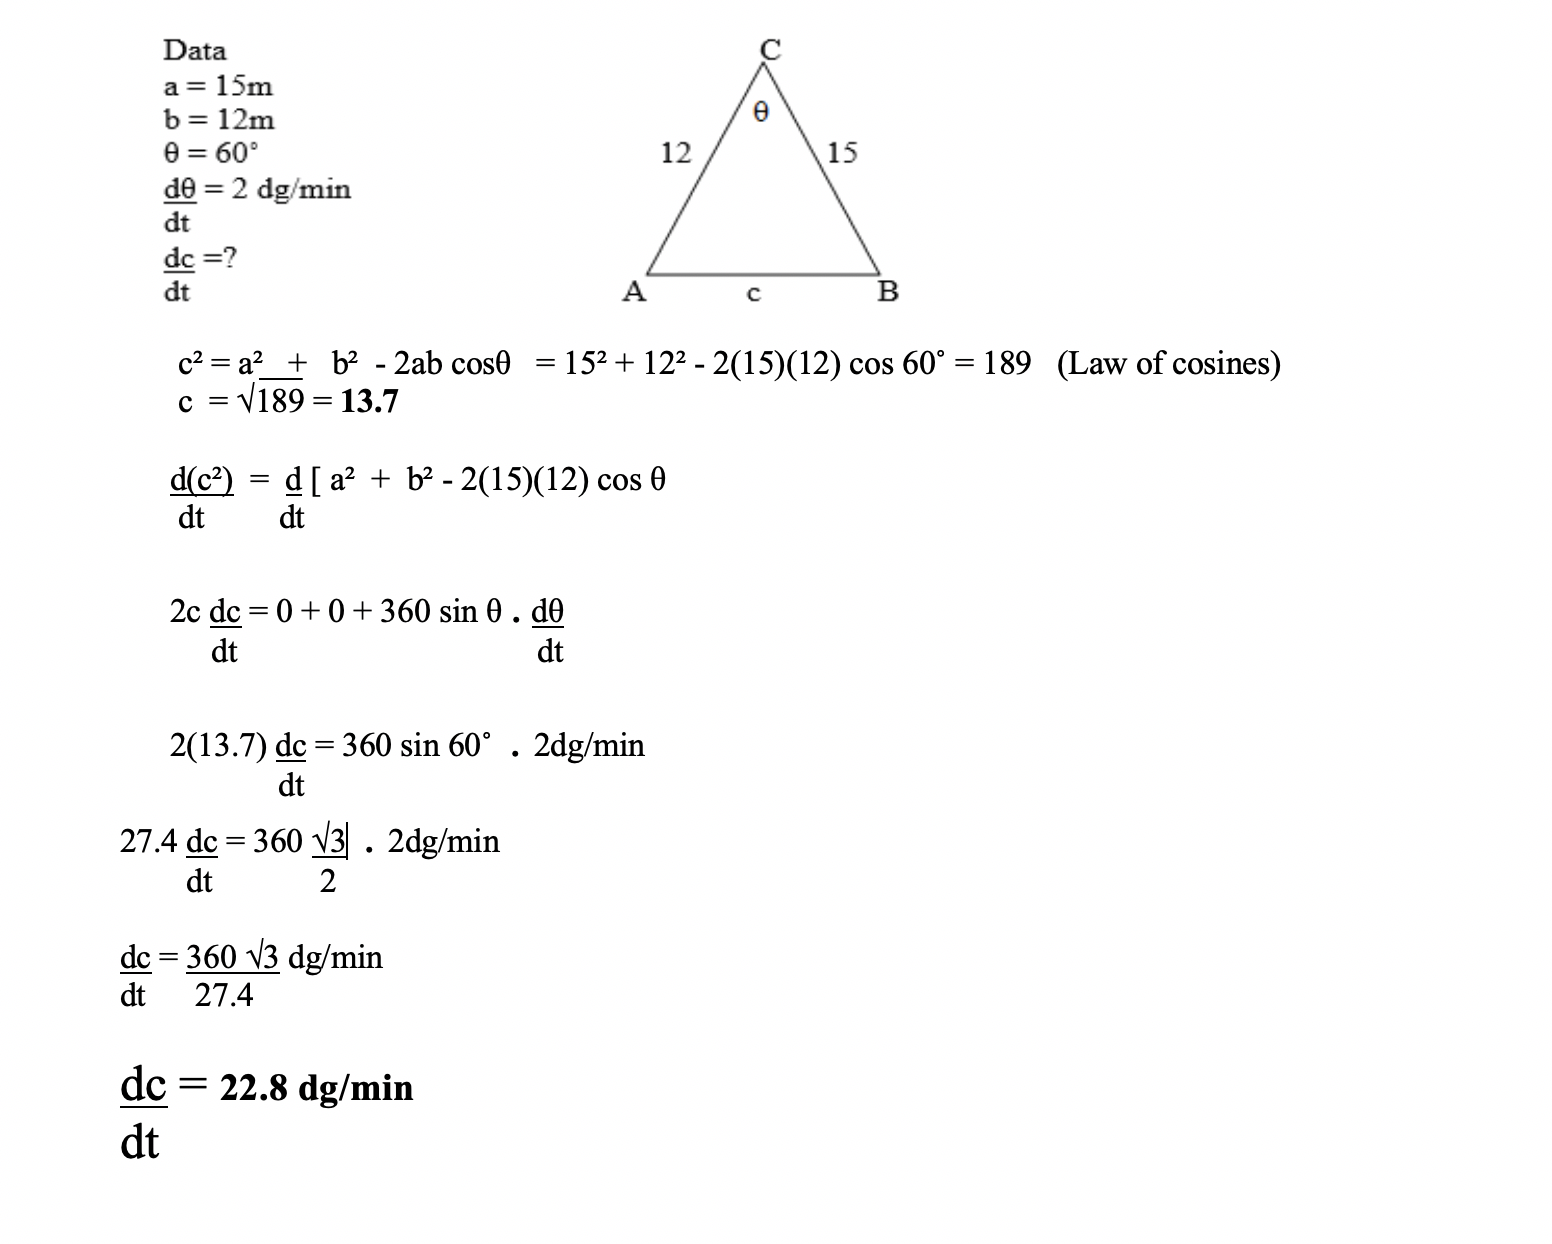 Data
a = 15m
b = 12m
θ = 60°
dθ = 2 dg/min
dt
dc =?
dt
C
θ
12
15
A
c
B
c² = a² + b² - 2ab cosθ = 15² + 12² - 2(15)(12) cos 60° = 189 (Law of cosines)
c = √189 = 13.7
d(c²) = d [ a² + b² - 2(15)(12) cos θ
dt dt
2c dc = 0 + 0 + 360 sin θ . dθ
dt dt
2(13.7) dc = 360 sin 60° . 2dg/min
dt
27.4 dc = 360 √3 . 2dg/min
dt 2
dc = 360 √3 dg/min
dt 27.4
dc = 22.8 dg/min
dt